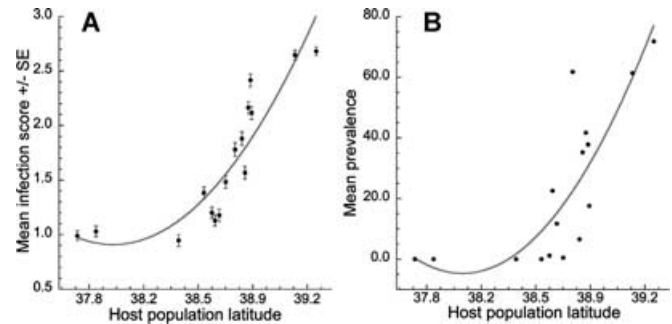 A
Mean infection score +/- SE
3.0
2.5
2.0
1.5
1.0
0.5
37.8 38.2 38.5 38.9 39.2
Host population latitude
B
Mean prevalence
80.0
60.0
40.0
20.0
0.0
37.8 38.2 38.5 38.9 39.2
Host population latitude